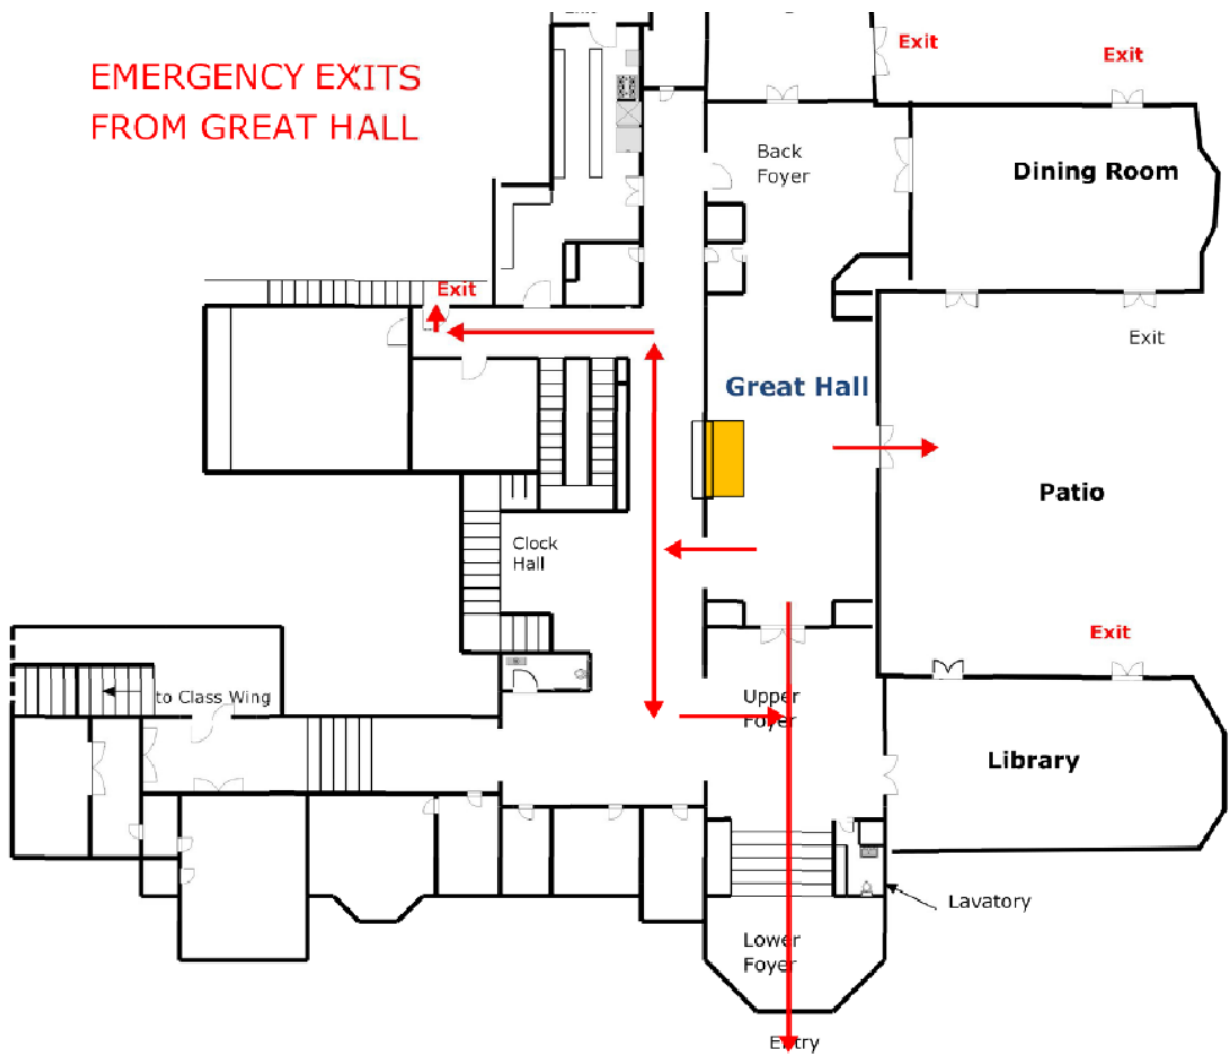 Exit
Exit
EMERGENCY EXITS
FROM GREAT HALL
Back
Foyer
Dining Room
Exit
Exit
Great Hall
Patio
Clock
Hall
Exit
to Class Wing
Upper
Foyer
Library
Lavatory
Lower
Foyer
Entry